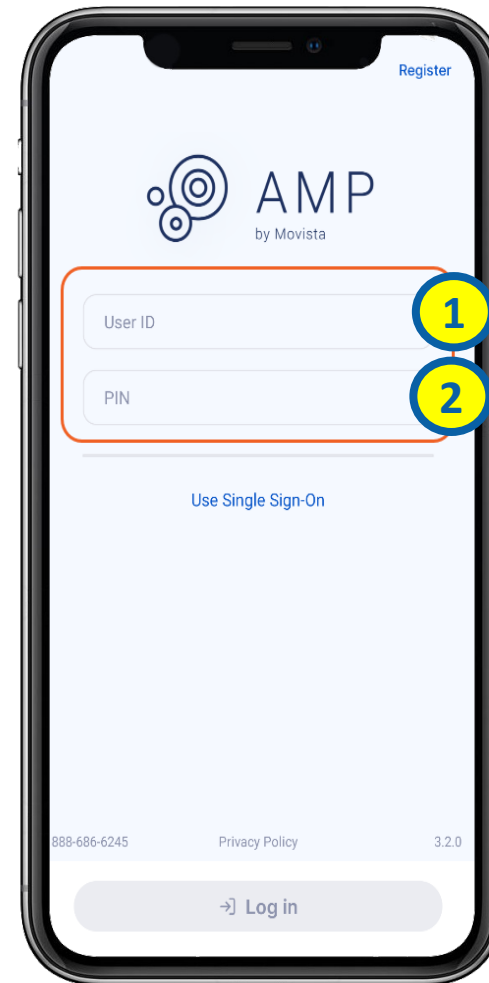 Register
AMP
by Movista
User ID
1
PIN
2
Use Single Sign-On
888-686-6245 Privacy Policy 3.2.0
Log in